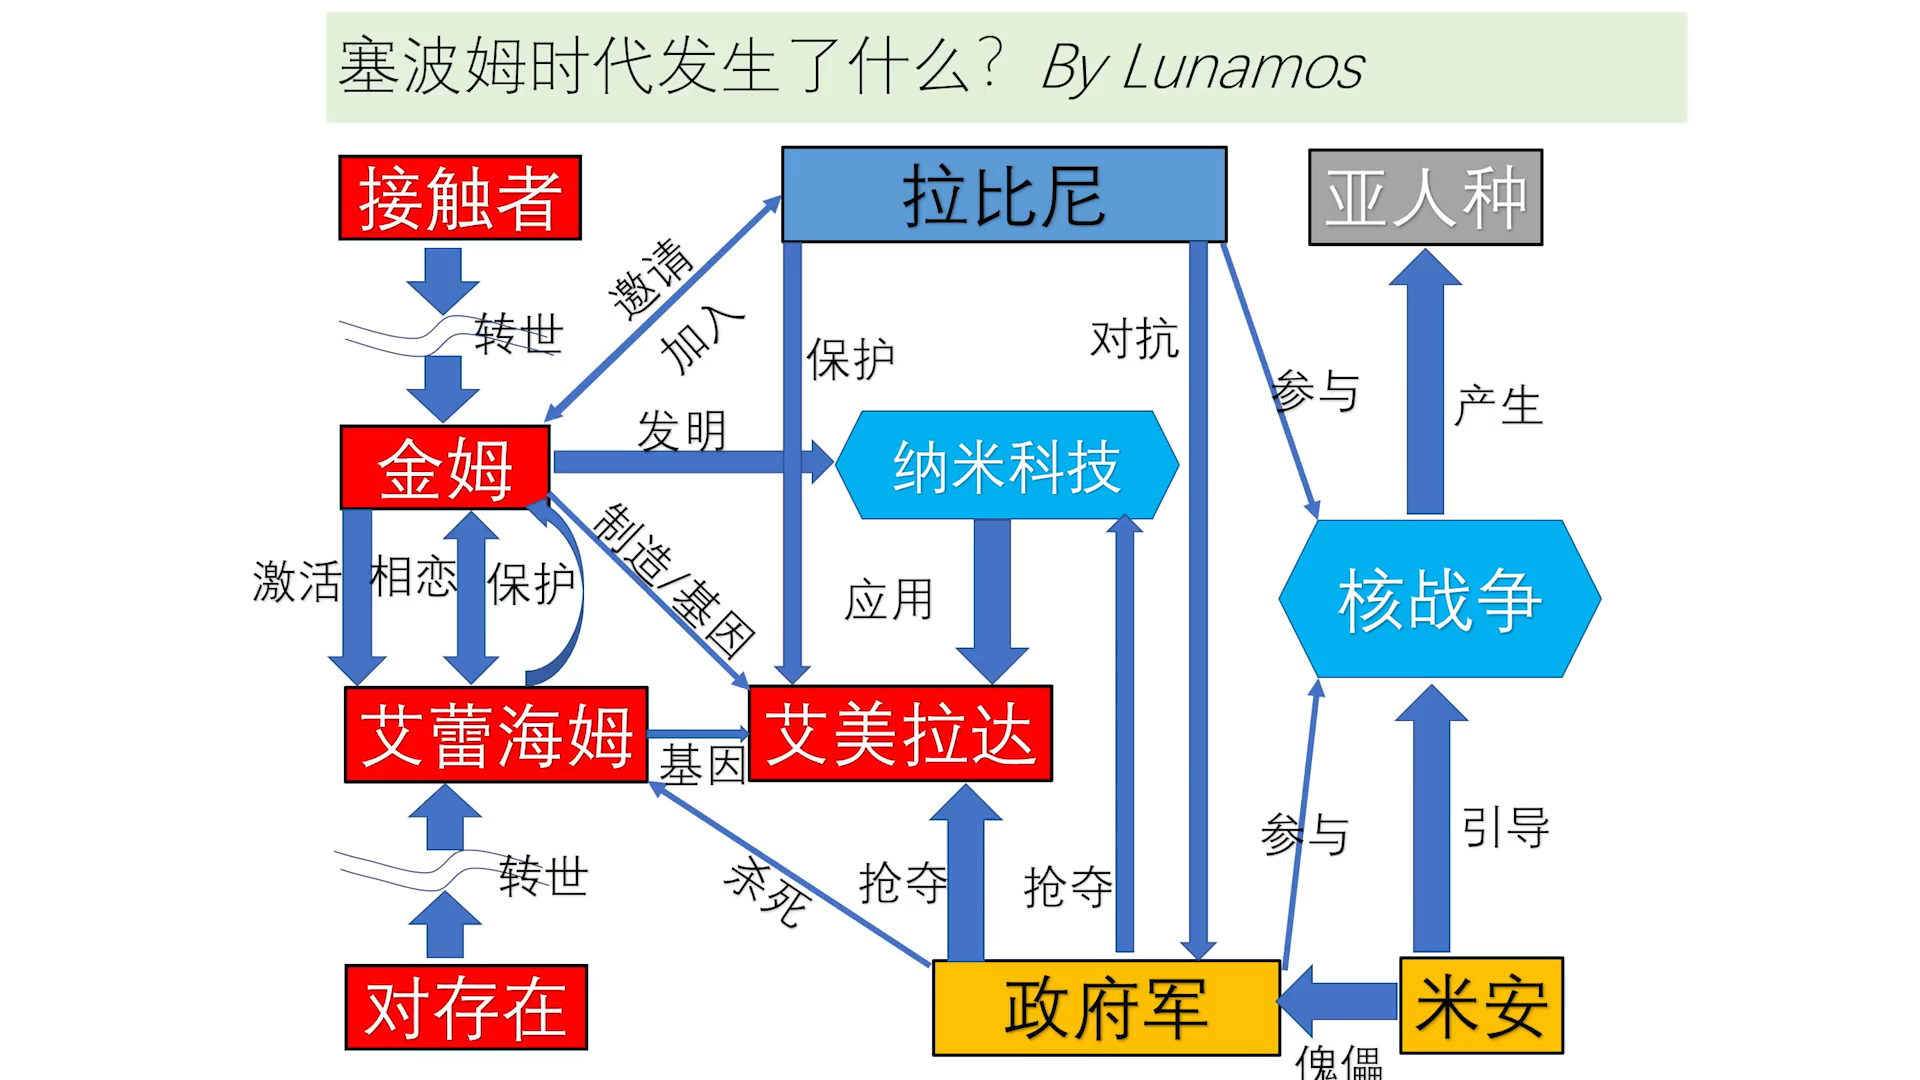 塞波姆时代发生了什么？By Lunamos
接触者
拉比尼
亚人种
邀请
加入
转世
保护
对抗
参与
产生
发明
金姆
纳米科技
激活
相恋
保护
制造/基因
应用
核战争
艾蕾海姆
基因
艾美拉达
转世
杀死
抢夺
抢夺
参与
引导
对存在
政府军
米安
傀儡